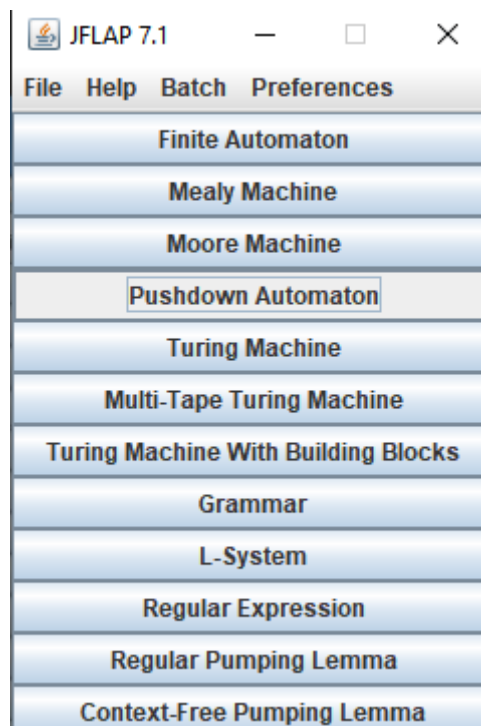 JFLAP 7.1
File Help Batch Preferences
Finite Automaton
Mealy Machine
Moore Machine
Pushdown Automaton
Turing Machine
Multi-Tape Turing Machine
Turing Machine With Building Blocks
Grammar
L-System
Regular Expression
Regular Pumping Lemma
Context-Free Pumping Lemma